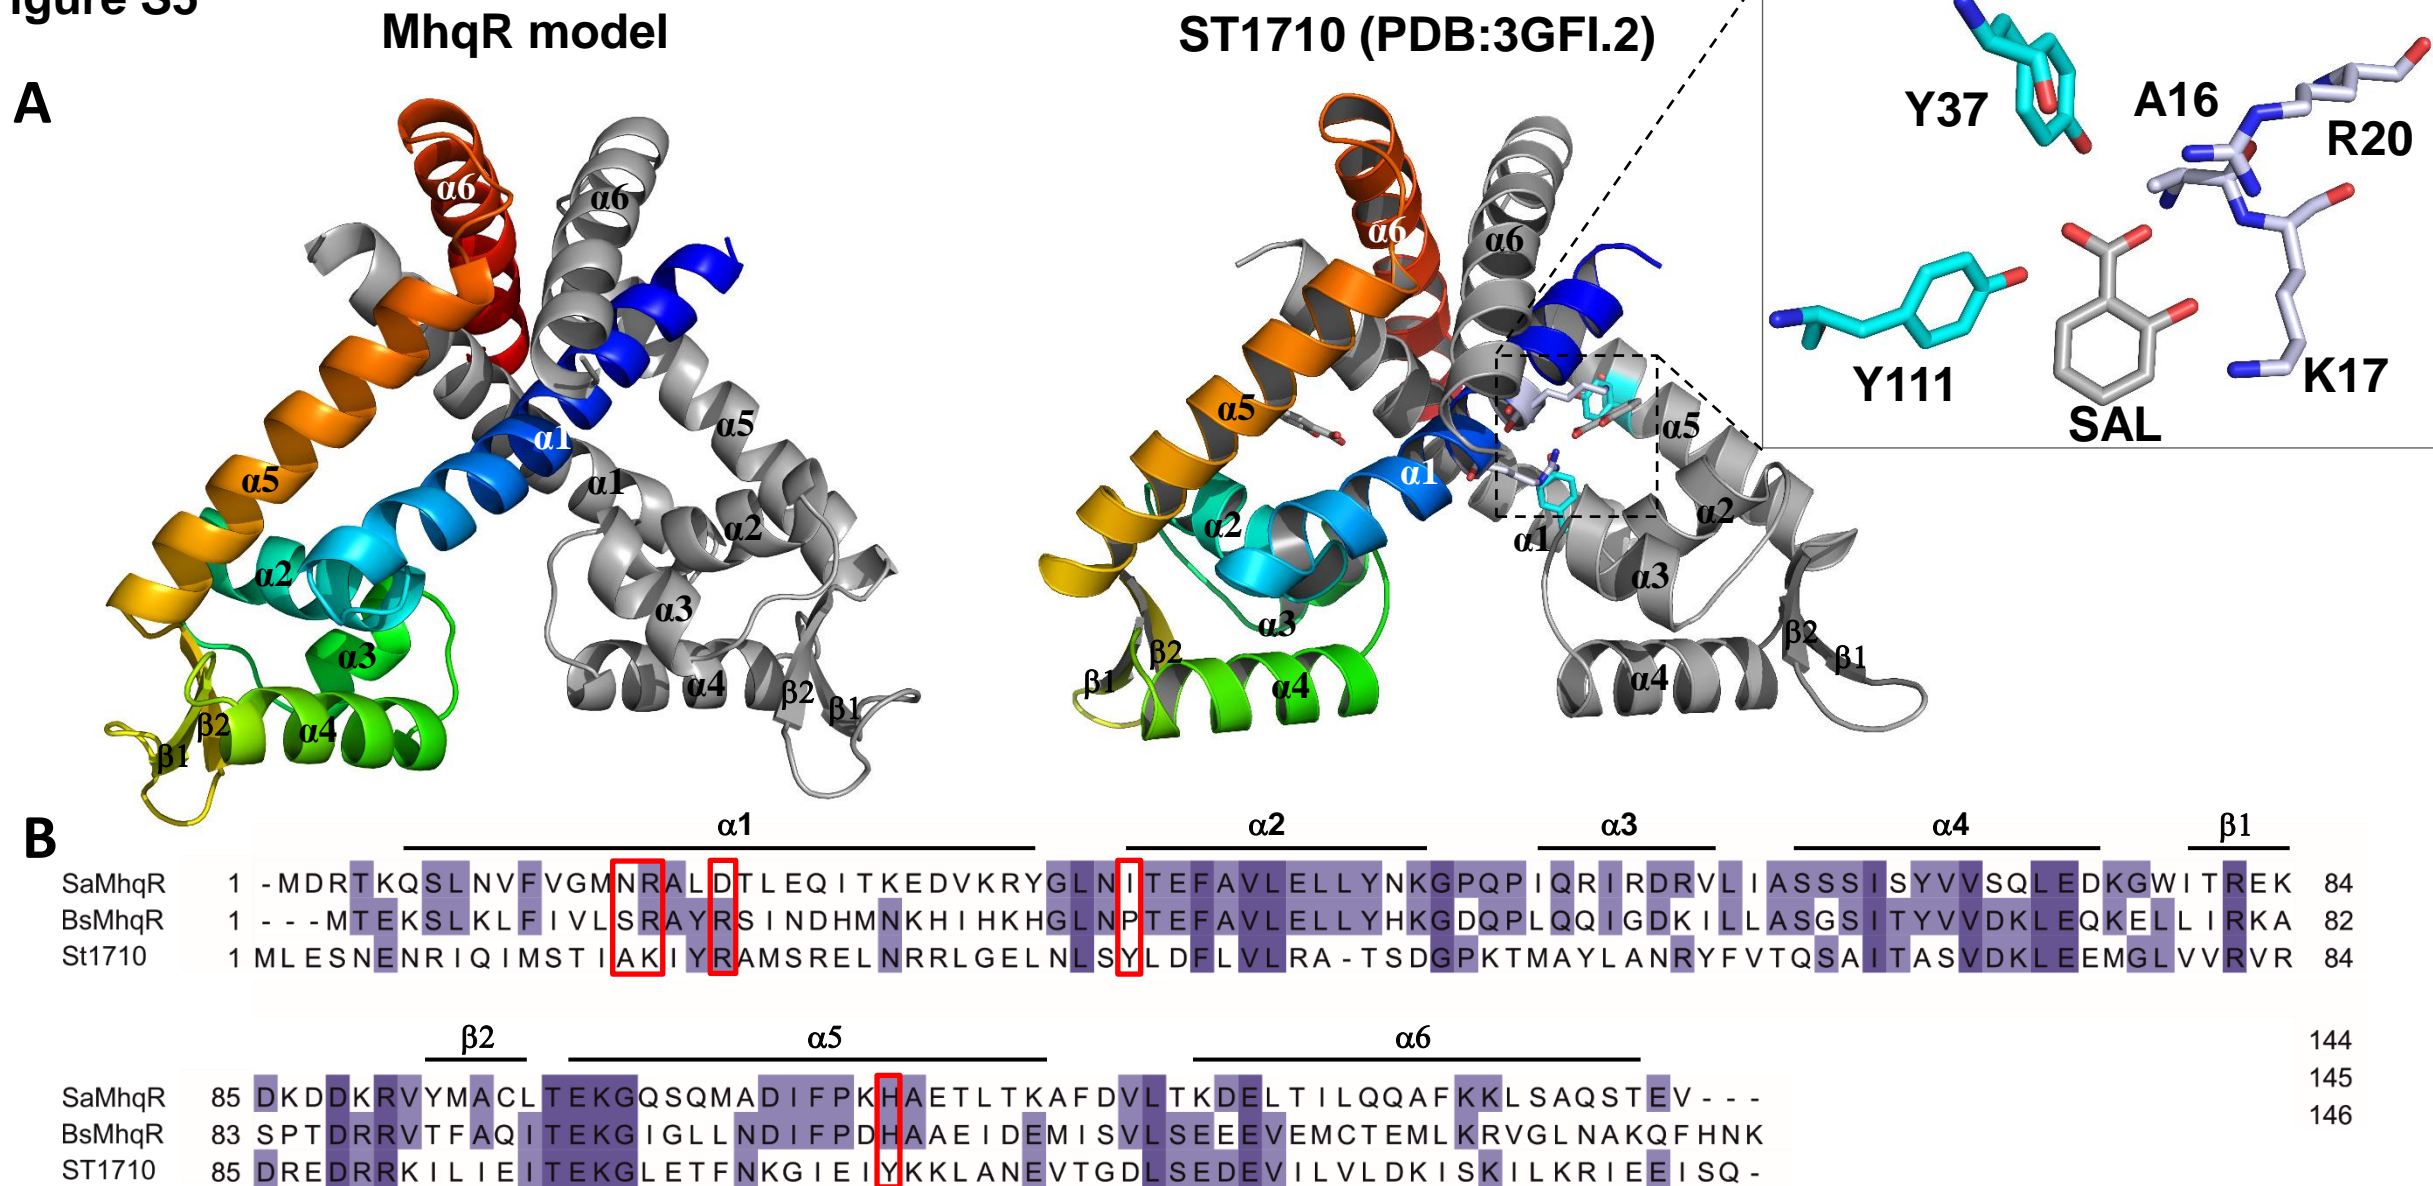 igure S5
MhqR model
ST1710 (PDB:3GFI.2)
A
α6
α6
α1
α5
α1
α5
α2
α2
α3
α3
α4
α4
β2
β1
β2
β1
α6
α6
α5
α5
α1
α2
α2
α1
α3
α3
β2
β1
α4
α4
β2
β1
Y37
A16
R20
Y111
K17
SAL
B
α1 α2 α3 α4 β1
SaMhqR 1 -MDRTKQSLNVFVGMNRALDTLEQITKEDVKRYGLNITEFAVLELLYNKGPQPIQRIRDRVLIASSSISYVVSQLEDKGWITREK 84
BsMhqR 1 ---MTEKSLKLFIVLSRAYRSINDHMNKHIHKHGLNPTEFAVLELLYHKGDQPLQQIGDKILLASGSITYVVDKLEQKELLIRKA 82
St1710 1 MLESNENRIQIMSTIAKIYRAMSRELNRRLGELNLSYLDFLVLRA-TSDGPKTMAYLANRYFVTQSAITASVDKLEEMGLVVRVR 84
β2 α5 α6
SaMhqR 85 DKDDKRVYMACLTEKGQSQMADIFPKHAETLTKAFDVLTKDELTILQQAFKKLSAQSTEV--- 144
BsMhqR 83 SPTDRRVTFAQITEKGIGLLNDIFPDHAAEIDEMISVLSEEEVEMCTEMLKRVGLNAKQFHNK 145
ST1710 85 DREDRRKILIEITEKGLETFNKGIEIYKKLANEVTGDLSEDEVILVLDKISKILKRIEEISQ- 146